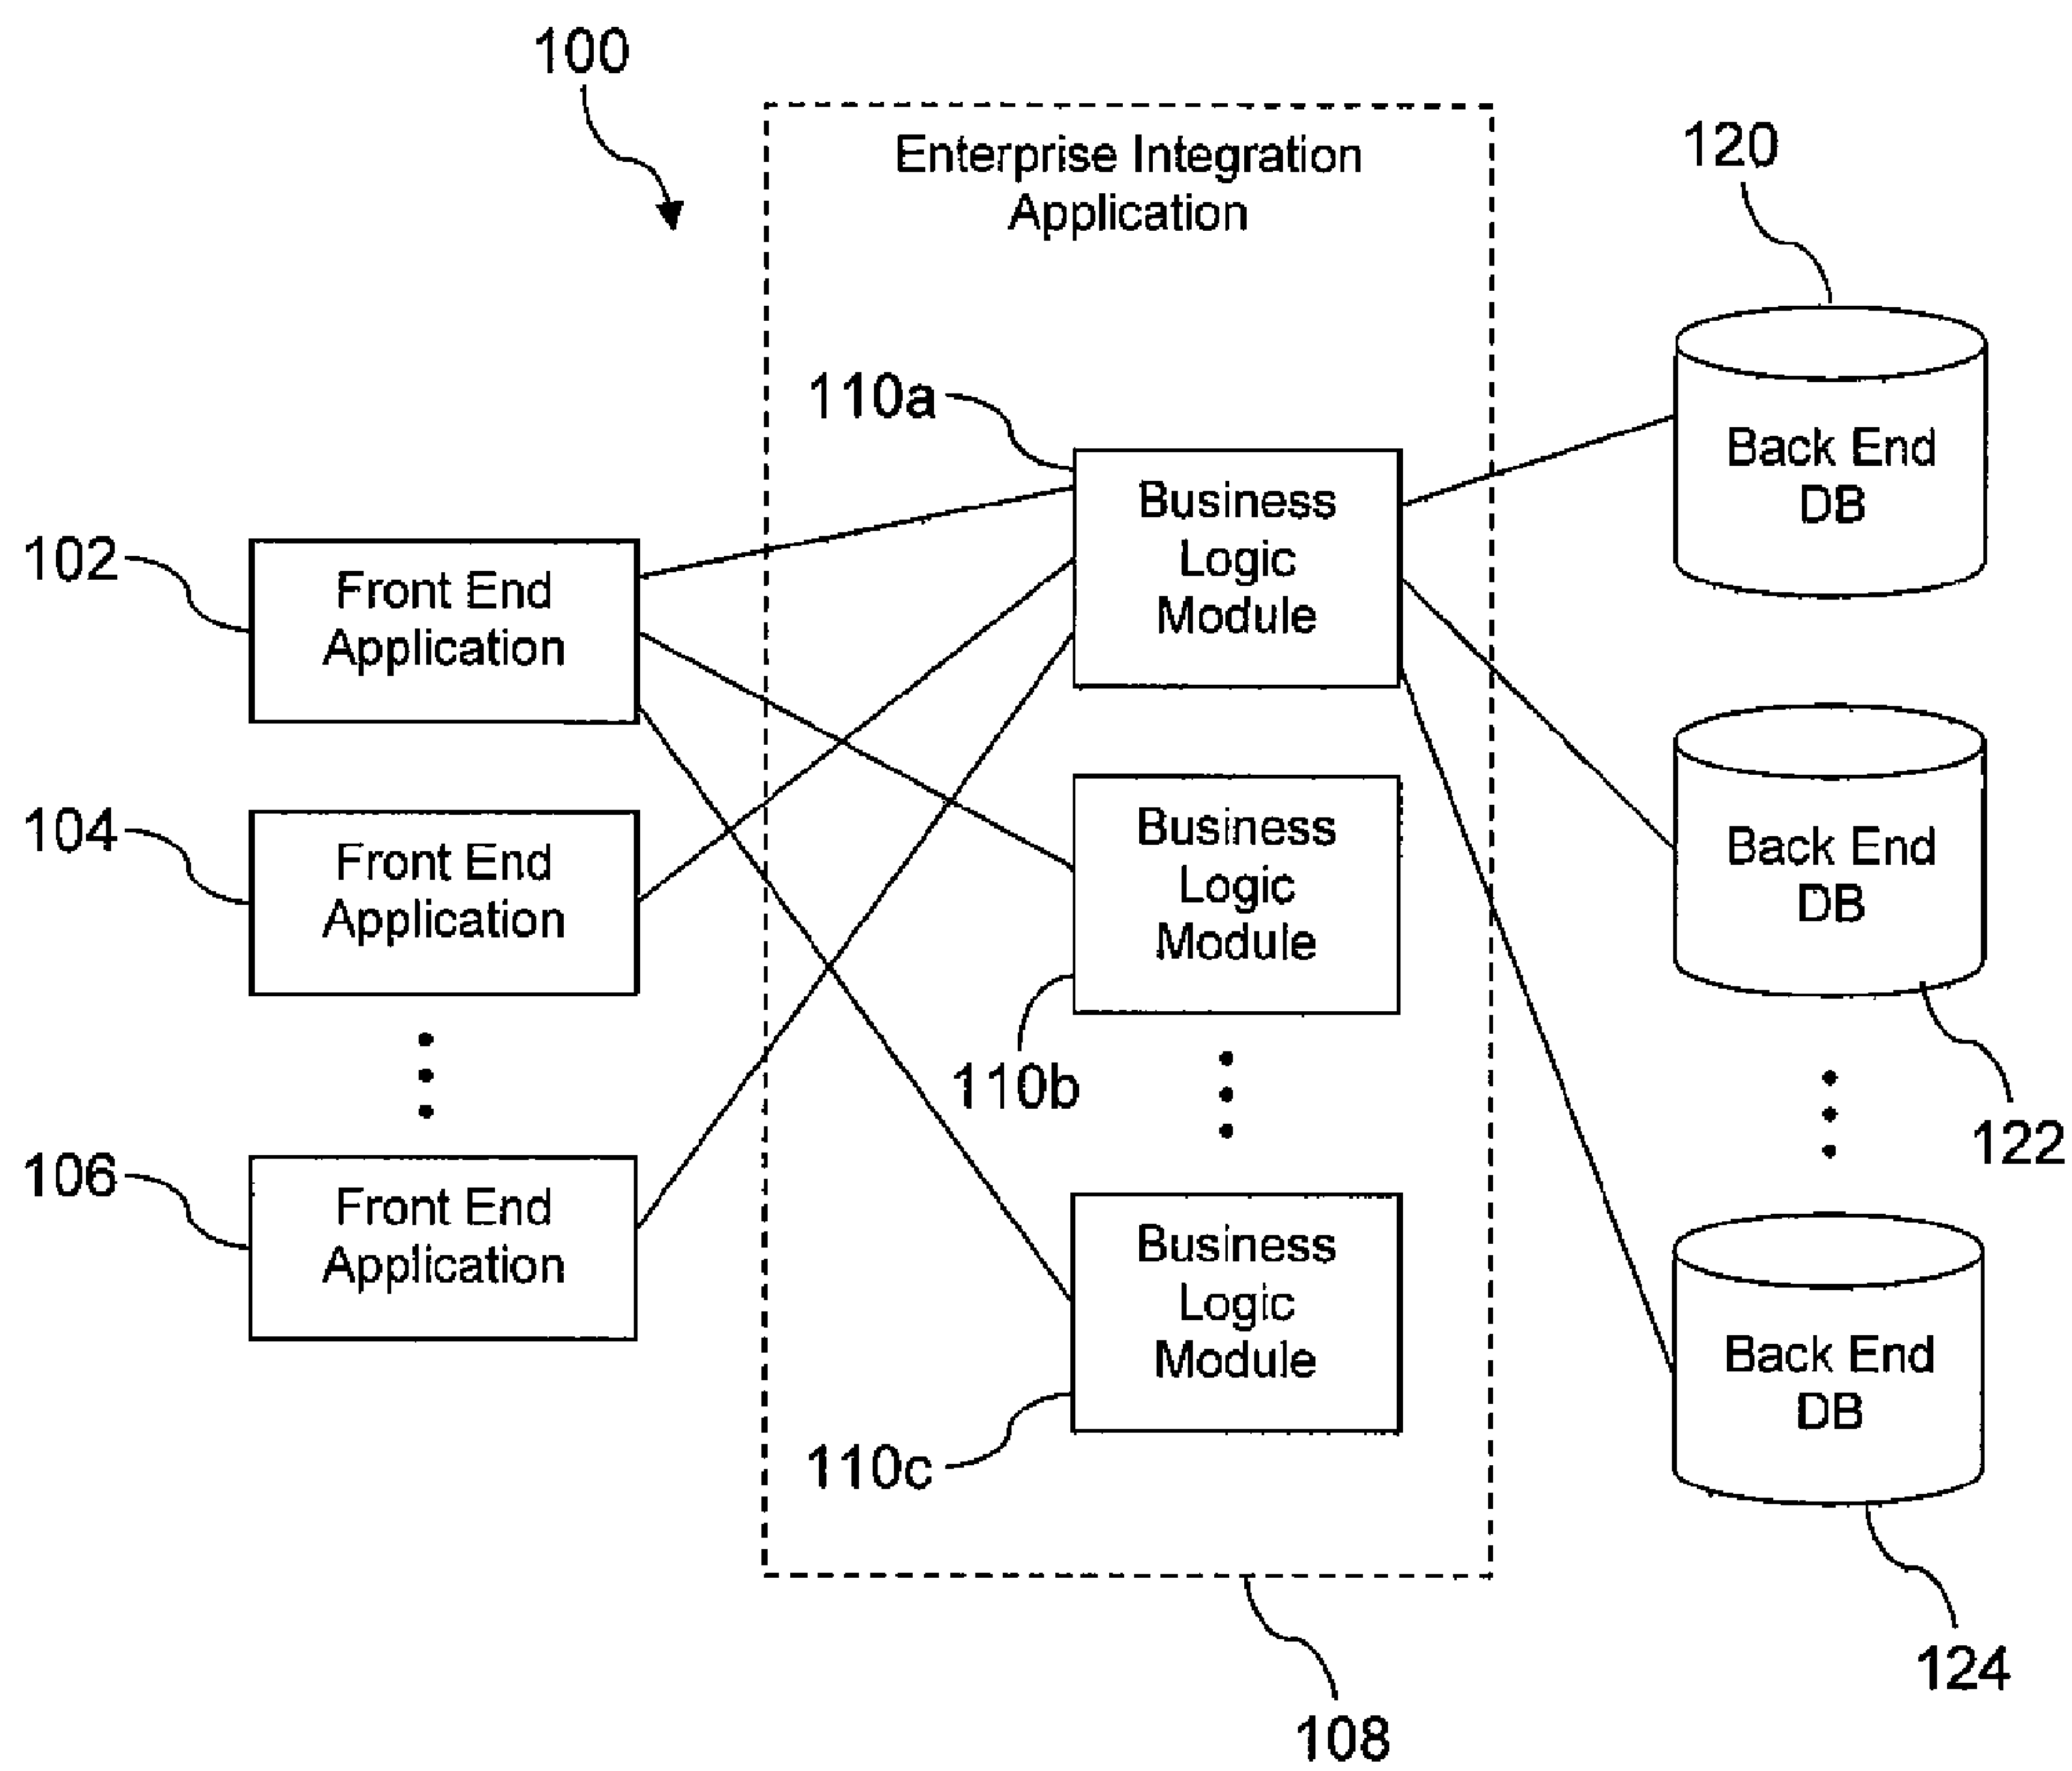 100
Enterprise Integration
Application
120
110a
Business
Logic
Module
Back End
DB
102
Front End
Application
104
Front End
Application
Business
Logic
Module
110b
Back End
DB
122
106
Front End
Application
Business
Logic
Module
110c
Back End
DB
124
108